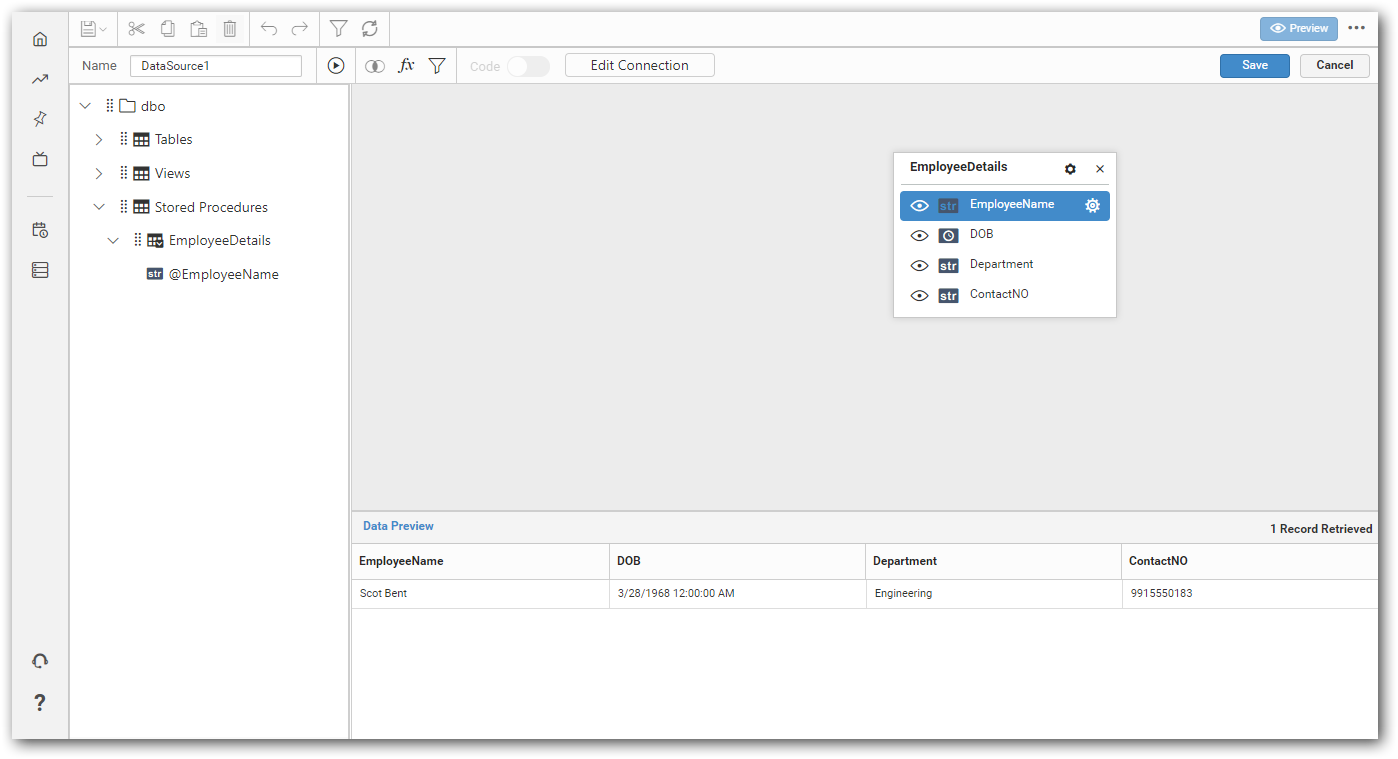 Preview
Name DataSource1 fx Code Edit Connection Save Cancel
dbo
Tables
Views
Stored Procedures
EmployeeDetails
str @EmployeeName
EmployeeDetails
str EmployeeName
DOB
str Department
str ContactNO
Data Preview 1 Record Retrieved
EmployeeName DOB Department ContactNO
Scot Bent 3/28/1968 12:00:00 AM Engineering 9915550183
?